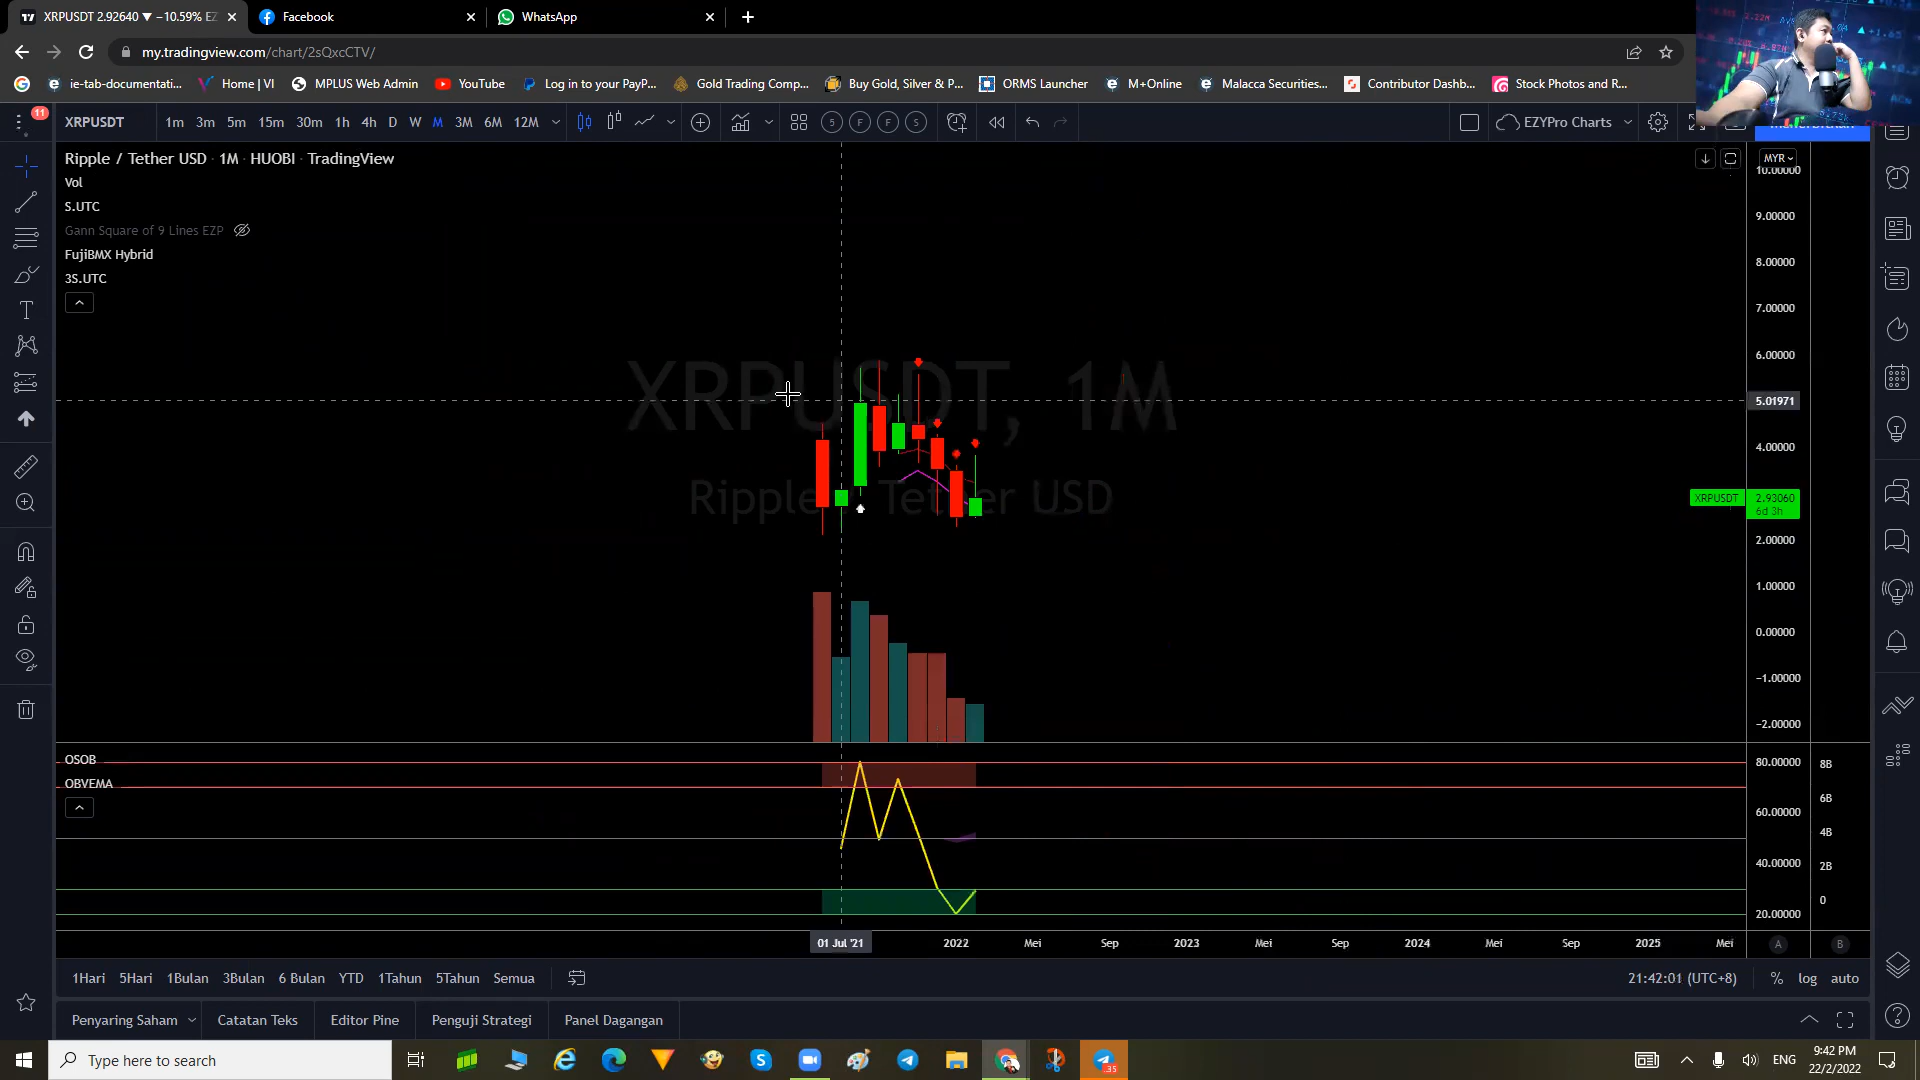 XRPUSDT 2.92640 ▼ −10.59% EZ
Facebook
WhatsApp
my.tradingview.com/chart/2sQxcCTV/
ie-tab-documentati...
Home | VI
MPLUS Web Admin
YouTube
Log in to your PayP...
Gold Trading Comp...
Buy Gold, Silver & P...
ORMS Launcher
M+Online
Malacca Securities...
Contributor Dashb...
Stock Photos and R...
11
XRPUSDT
1m 3m 5m 15m 30m 1h 4h D W M 3M 6M 12M
5 F F S
EZYPro Charts
Ripple / Tether USD · 1M · HUOBI · TradingView
Vol
S.UTC
Gann Square of 9 Lines EZP
FujiBMX Hybrid
3S.UTC
XRPUSDT, 1M
Ripple / Tether USD
MYR
10.00000
9.00000
8.00000
7.00000
6.00000
5.01971
4.00000
XRPUSDT 2.93060
6d 3h
2.00000
1.00000
0.00000
−1.00000
−2.00000
OSOB
OBVEMA
80.00000 8B
60.00000 6B
4B
40.00000 2B
20.00000 0
01 Jul '21 2022 Mei Sep 2023 Mei Sep 2024 Mei Sep 2025 Mei
A B
1Hari 5Hari 1Bulan 3Bulan 6 Bulan YTD 1Tahun 5Tahun Semua
21:42:01 (UTC+8) % log auto
Penyaring Saham Catatan Teks Editor Pine Penguji Strategi Panel Dagangan
Type here to search
35
ENG
9:42 PM
22/2/2022